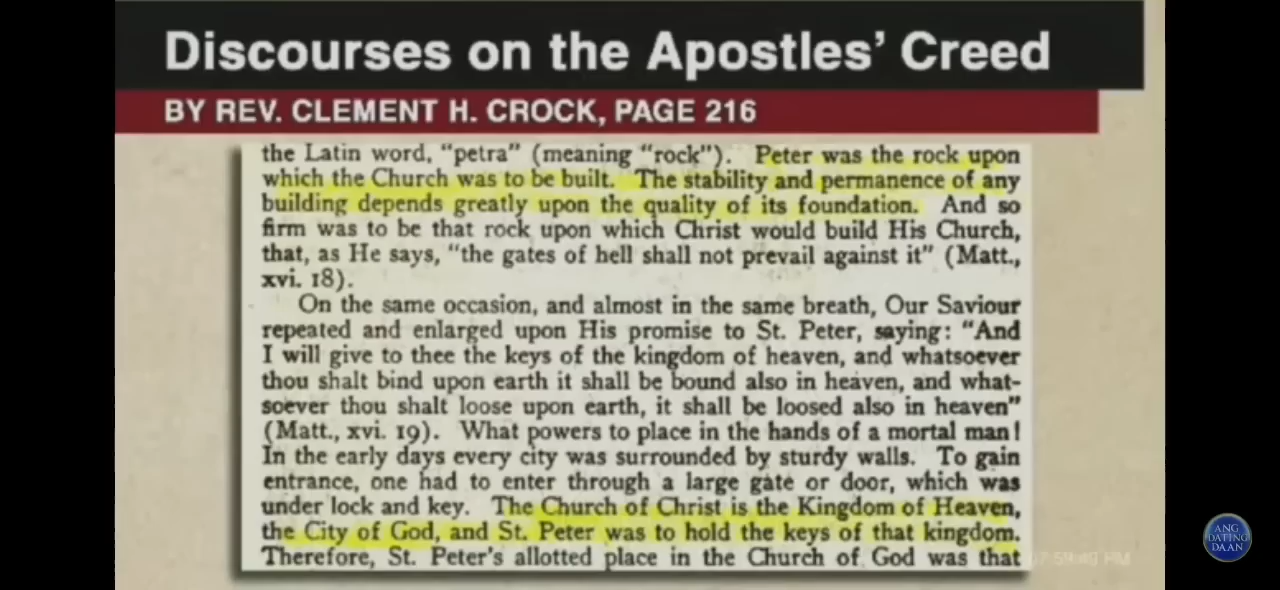 Discourses on the Apostles’ Creed
BY REV. CLEMENT H. CROCK, PAGE 216
the Latin word, “petra” (meaning “rock”). Peter was the rock upon
which the Church was to be built. The stability and permanence of any
building depends greatly upon the quality of its foundation. And so
firm was to be that rock upon which Christ would build His Church,
that, as He says, “the gates of hell shall not prevail against it” (Matt.,
xvi. 18).
On the same occasion, and almost in the same breath, Our Saviour
repeated and enlarged upon His promise to St. Peter, saying: “And
I will give to thee the keys of the kingdom of heaven, and whatsoever
thou shalt bind upon earth it shall be bound also in heaven, and what-
soever thou shalt loose upon earth, it shall be loosed also in heaven”
(Matt., xvi. 19). What powers to place in the hands of a mortal man!
In the early days every city was surrounded by sturdy walls. To gain
entrance, one had to enter through a large gate or door, which was
under lock and key. The Church of Christ is the Kingdom of Heaven,
the City of God, and St. Peter was to hold the keys of that kingdom.
Therefore, St. Peter’s allotted place in the Church of God was that
ANG
DATING
DAAN